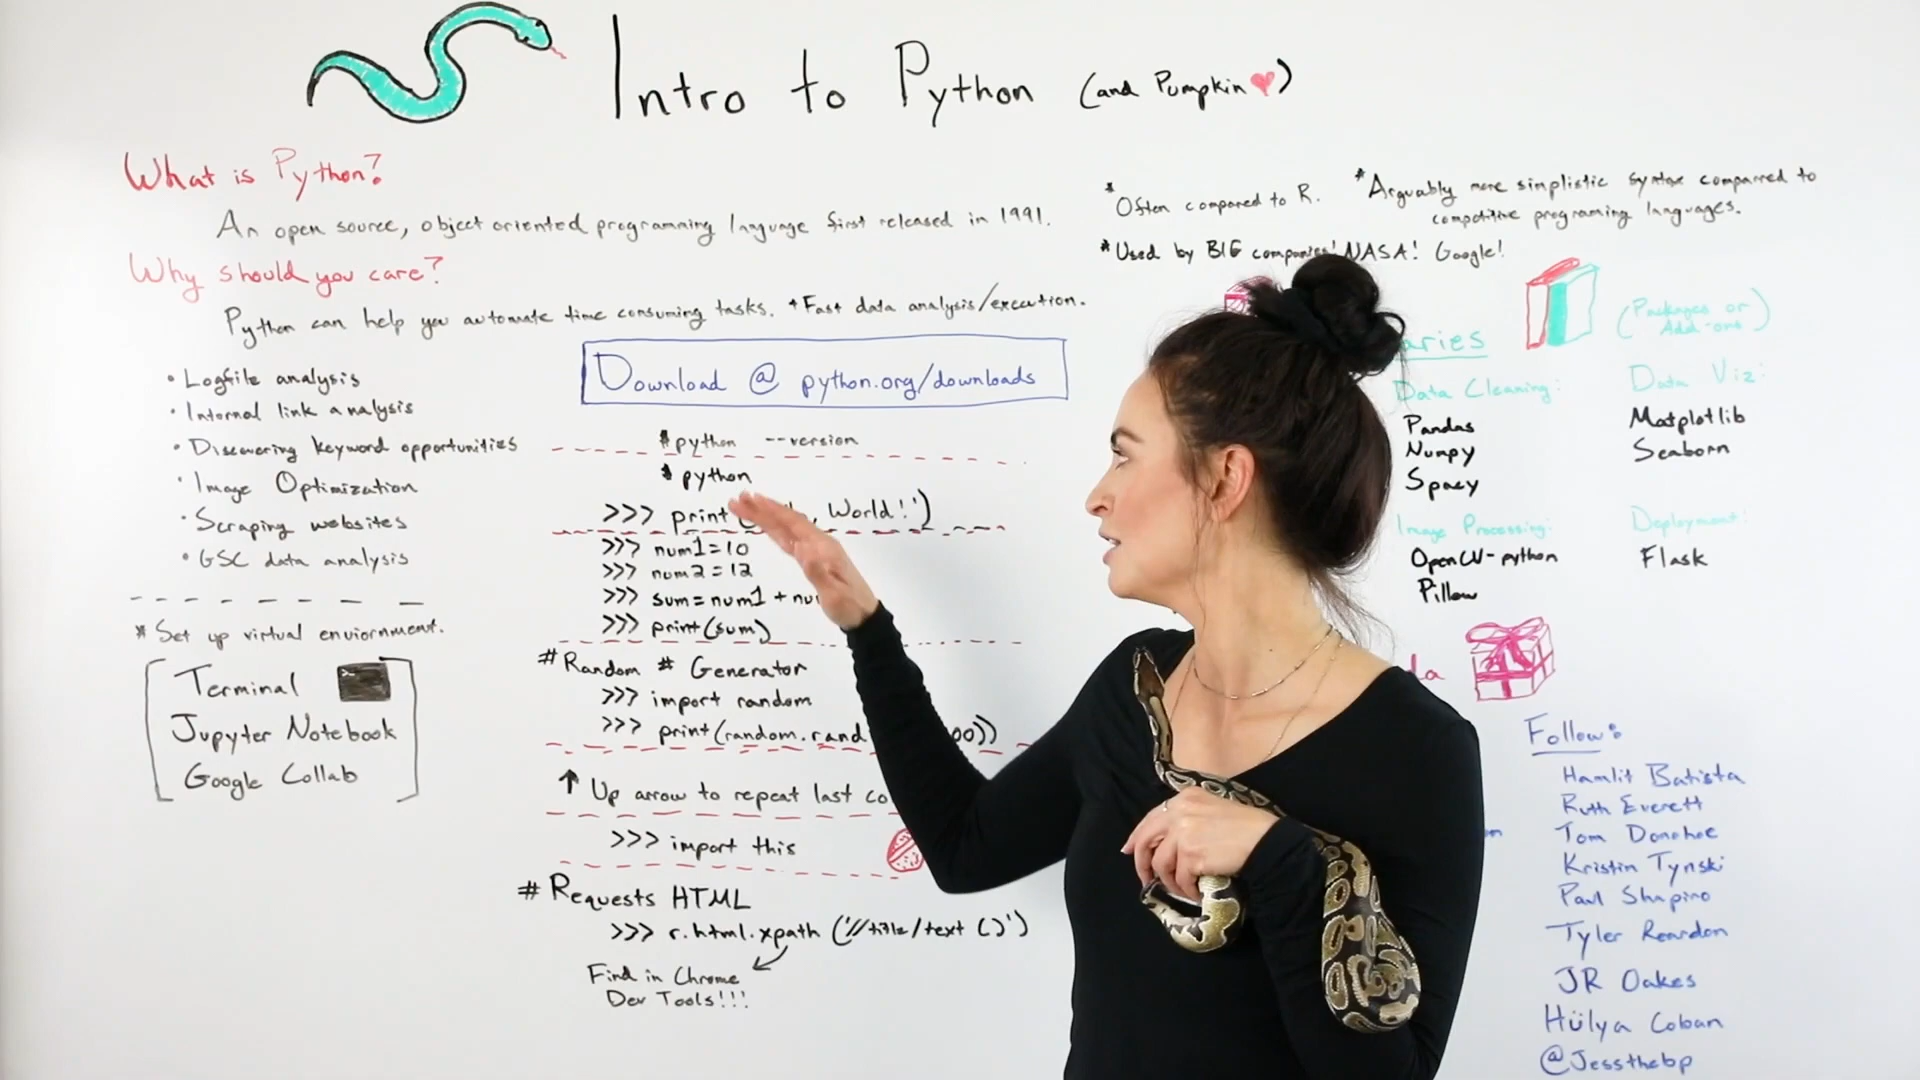 Intro to Python (and Pumpkin ♥)
What is Python?
An open source, object oriented programming language first released in 1991.
Why should you care?
Python can help you automate time consuming tasks. *Fast data analysis/execution.
• Logfile analysis
• Internal link analysis
• Discovering keyword opportunities
• Image Optimization
• Scraping websites
• GSC data analysis
* Set up virtual enviornment.
Terminal
Jupyter Notebook
Google Collab
Download @ python.org/downloads
$ python --version
$ python
>>> print World!')
>>> num1=10
>>> num2=12
>>> sum=num1 +
>>> print(sum)
# Random # Generator
>>> import random
>>> print(random.rand
↑ Up arrow to repeat last
>>> import this
# Requests HTML
>>> r.html.xpath ('//title/text ()')
Find in Chrome
Dev Tools!!!
* Often compared to R.
* Arguably more simplistic syntax comparred to
competitive programing languages.
* Used by BIG companies! NASA! Google!
(Packages or
Add-ons)
Data Cleaning:
Pandas
Numpy
Spacy
Data Viz:
Matplotlib
Seaborn
Image Processing:
OpenCV-python
Pillow
Deployment:
Flask
Follow:
Hamlit Batista
Ruth Everett
Tom Donohoe
Kristin Tynski
Paul Shapiro
Tyler Reardon
JR Oakes
Hülya Coban
@Jessthebp